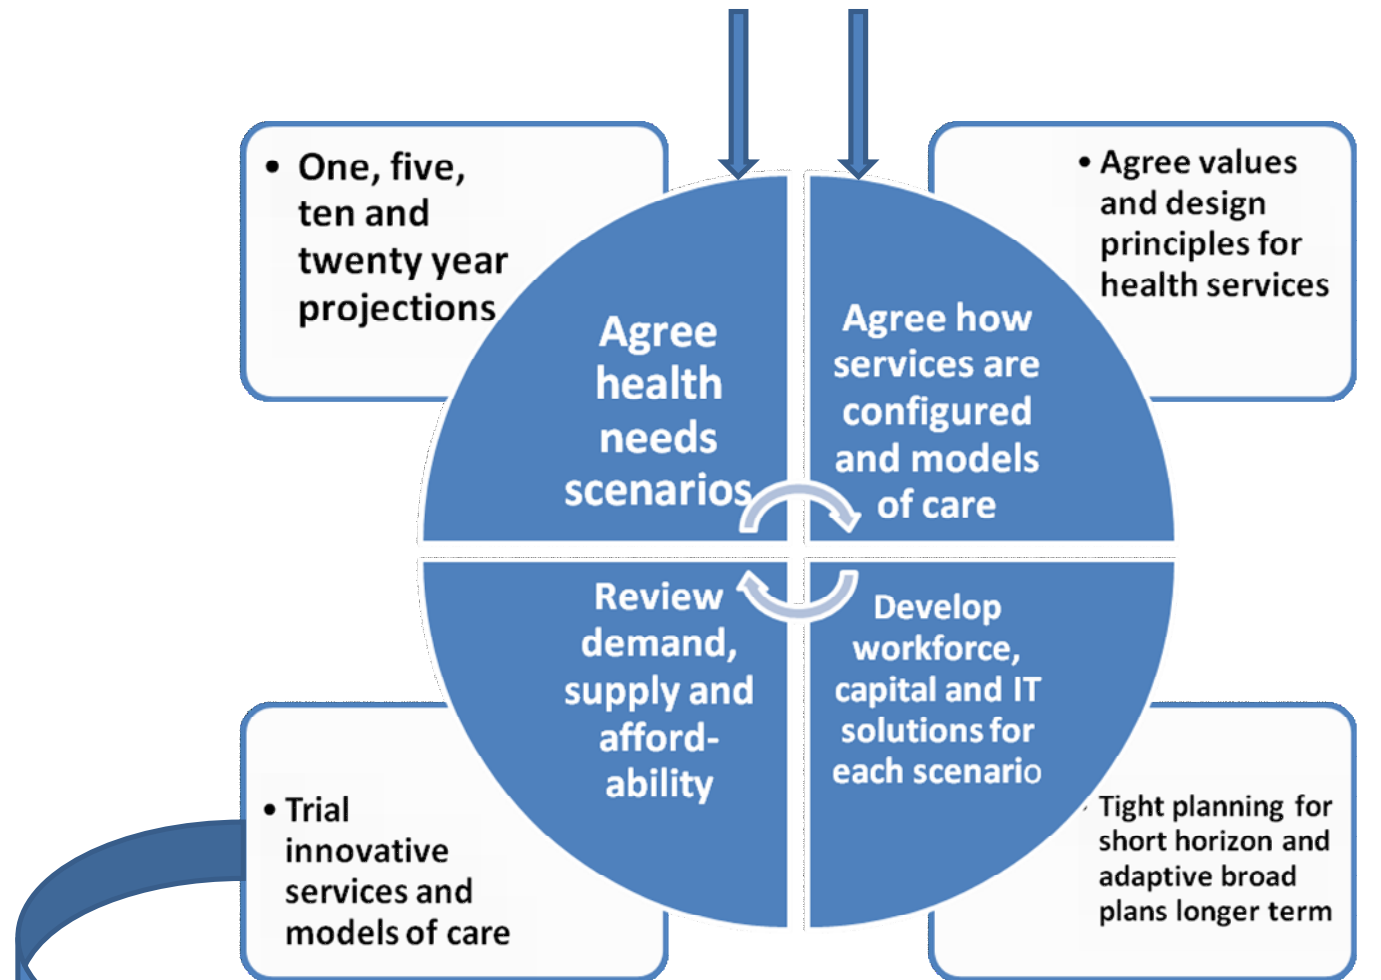 • One, five,
ten and
twenty year
projections
• Agree values
and design
principles for
health services
Agree
health
needs
scenarios
Agree how
services are
configured
and models
of care
Review
demand,
supply and
afford-
ability
Develop
workforce,
capital and IT
solutions for
each scenario
• Trial
innovative
services and
models of care
Tight planning for
short horizon and
adaptive broad
plans longer term